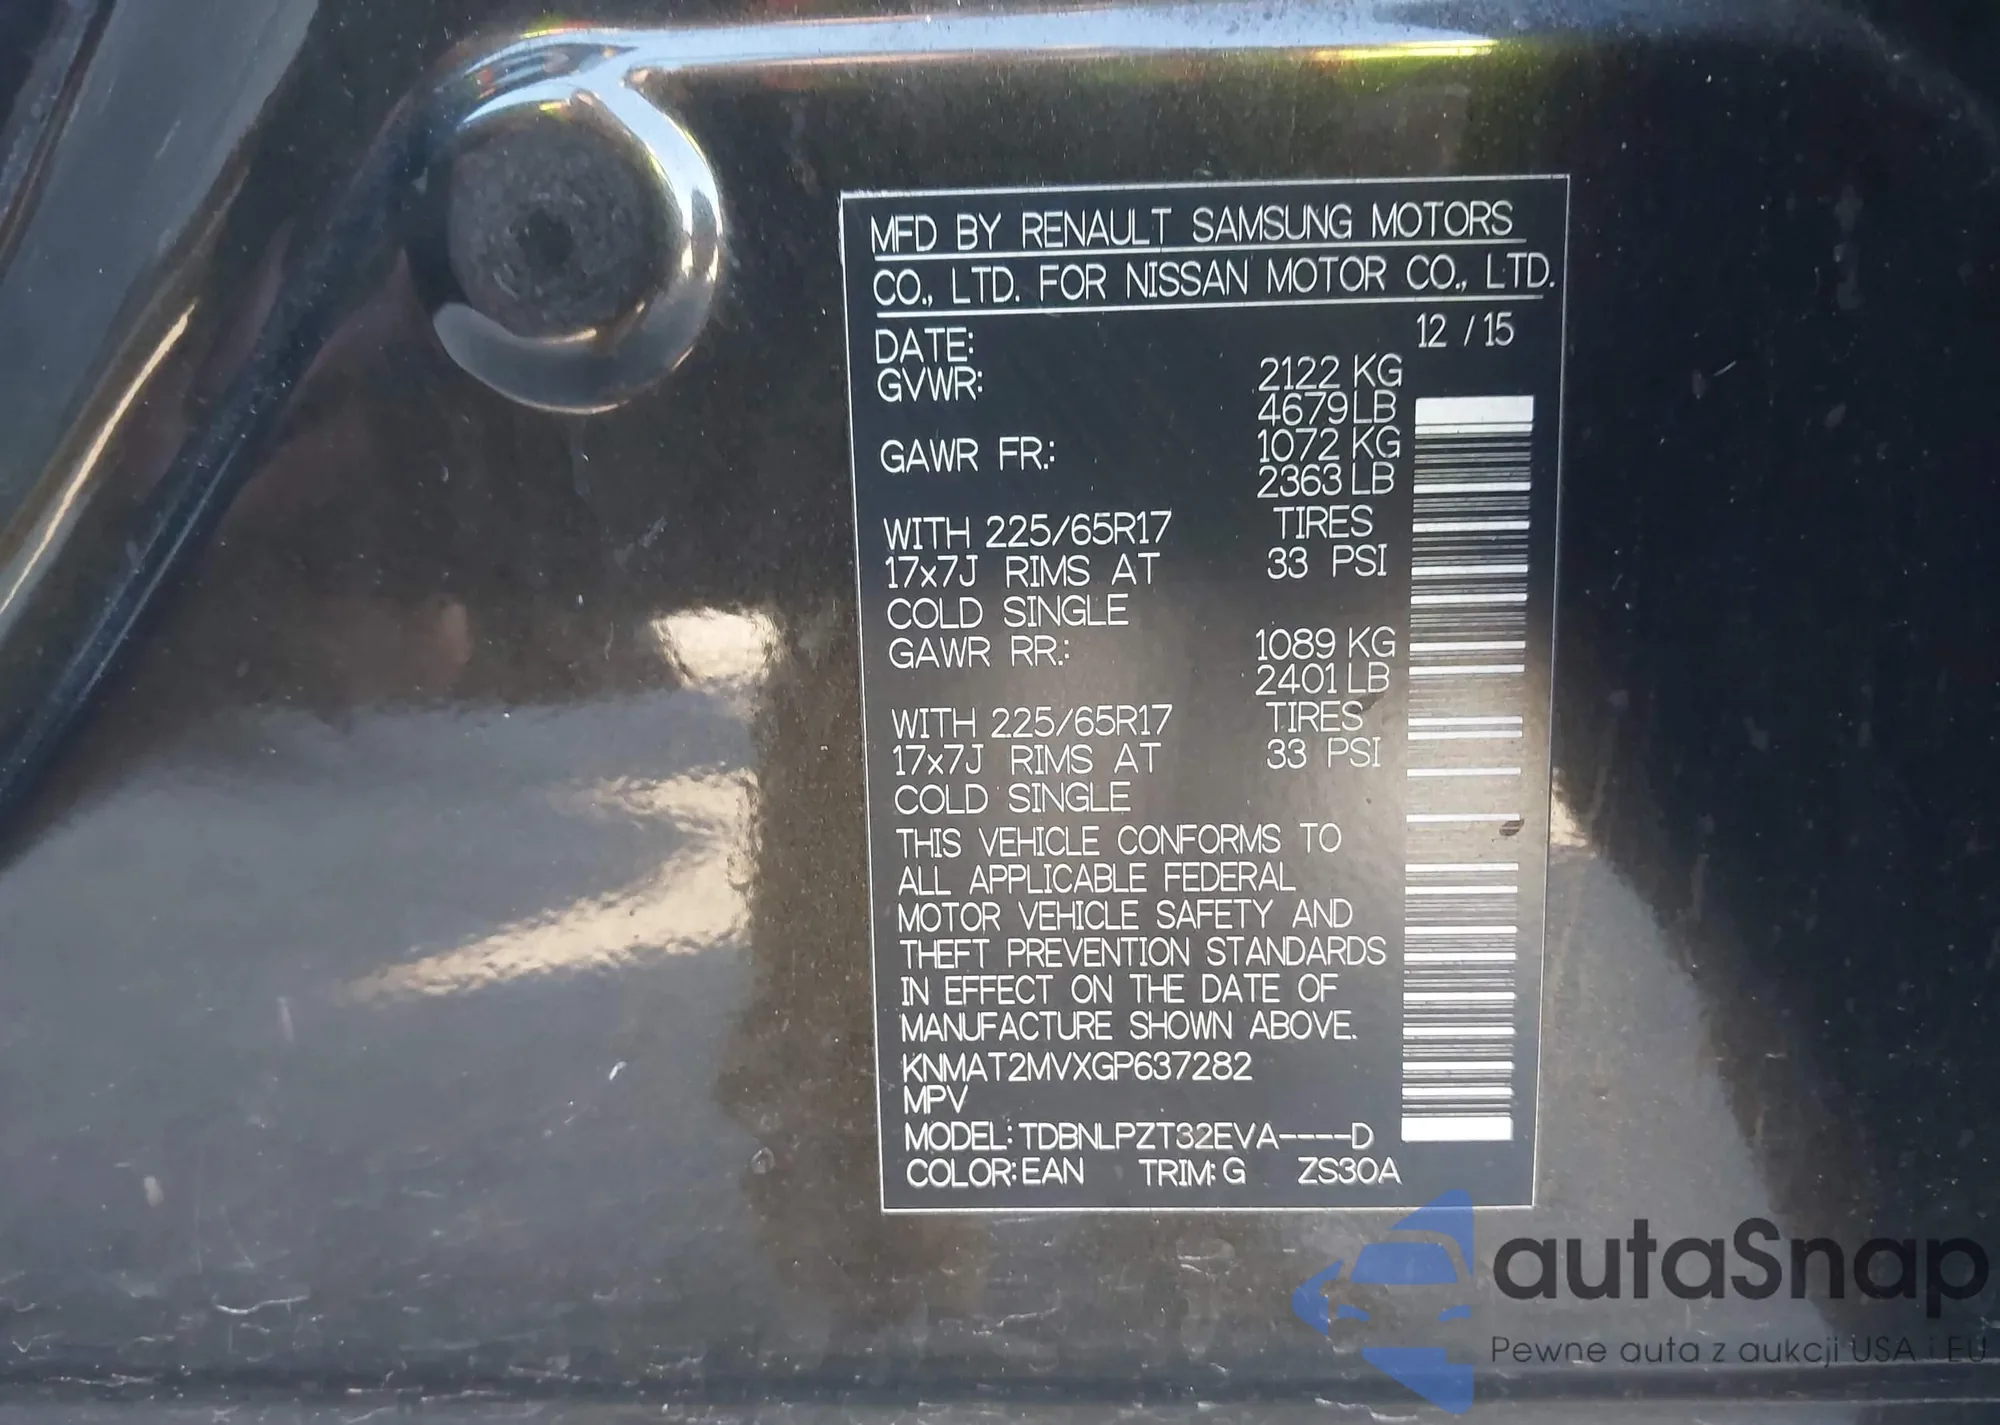 MFD BY RENAULT SAMSUNG MOTORS
CO., LTD. FOR NISSAN MOTOR CO., LTD.
DATE: 12 / 15
GVWR: 2122 KG
4679 LB
GAWR FR.: 1072 KG
2363 LB
WITH 225/65R17 TIRES
17x7J RIMS AT 33 PSI
COLD SINGLE
GAWR RR.: 1089 KG
2401 LB
WITH 225/65R17 TIRES
17x7J RIMS AT 33 PSI
COLD SINGLE
THIS VEHICLE CONFORMS TO
ALL APPLICABLE FEDERAL
MOTOR VEHICLE SAFETY AND
THEFT PREVENTION STANDARDS
IN EFFECT ON THE DATE OF
MANUFACTURE SHOWN ABOVE.
KNMAT2MVXGP637282
MPV
MODEL: TDBNLPZT32EVA----D
COLOR: EAN TRIM: G ZS30A
autaSnap
Pewne auta z aukcji USA i EU